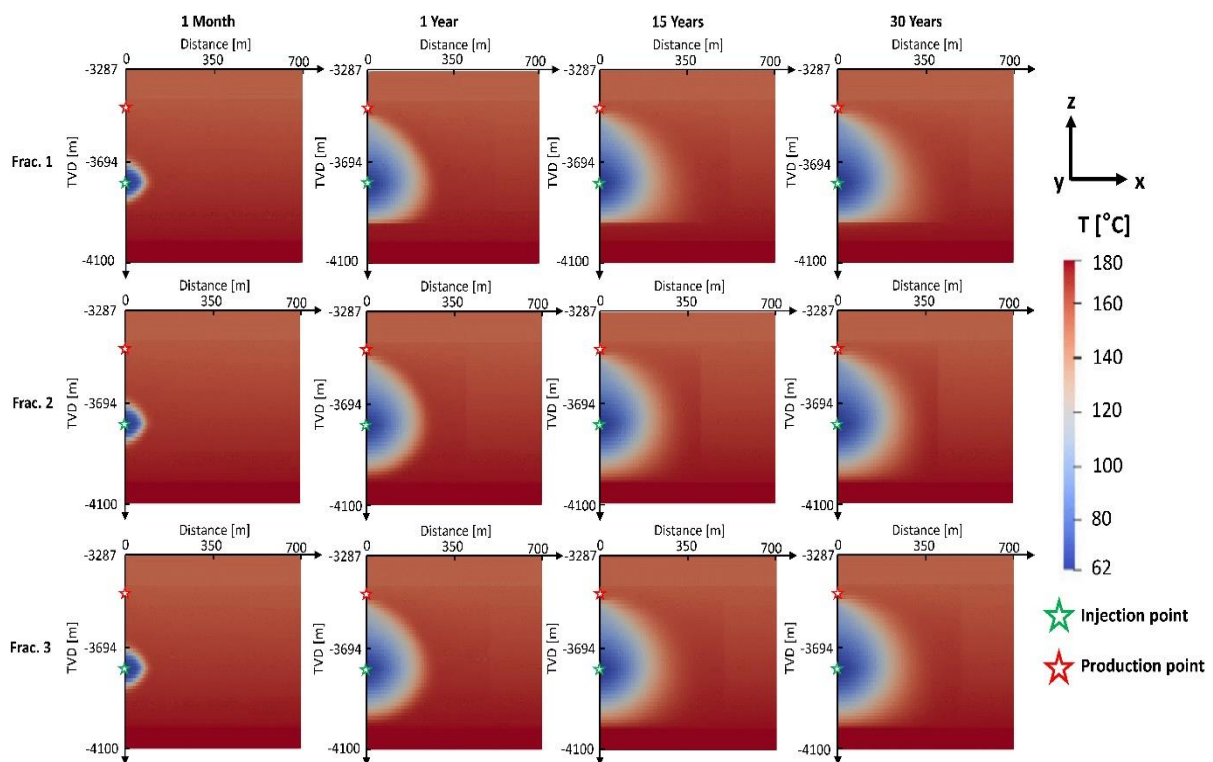 1 Month 1 Year 15 Years 30 Years
Distance [m] Distance [m] Distance [m] Distance [m]
0 350 700 0 350 700 0 350 700 0 350 700
-3287 -3287 -3287 -3287
z
Frac. 1 TVD [m] -3694 TVD [m] -3694 TVD [m] -3694 TVD [m] -3694
y x
T [°C]
-4100 -4100 -4100 -4100
180
Distance [m] Distance [m] Distance [m] Distance [m]
0 350 700 0 350 700 0 350 700 0 350 700
160
-3287 -3287 -3287 -3287
140
Frac. 2 TVD [m] -3694 TVD [m] -3694 TVD [m] -3694 TVD [m] -3694
120
100
-4100 -4100 -4100 -4100
80
Distance [m] Distance [m] Distance [m] Distance [m]
0 350 700 0 350 700 0 350 700 0 350 700
-3287 -3287 -3287 -3287
62
Injection point
Frac. 3 TVD [m] -3694 TVD [m] -3694 TVD [m] -3694 TVD [m] -3694
Production point
-4100 -4100 -4100 -4100